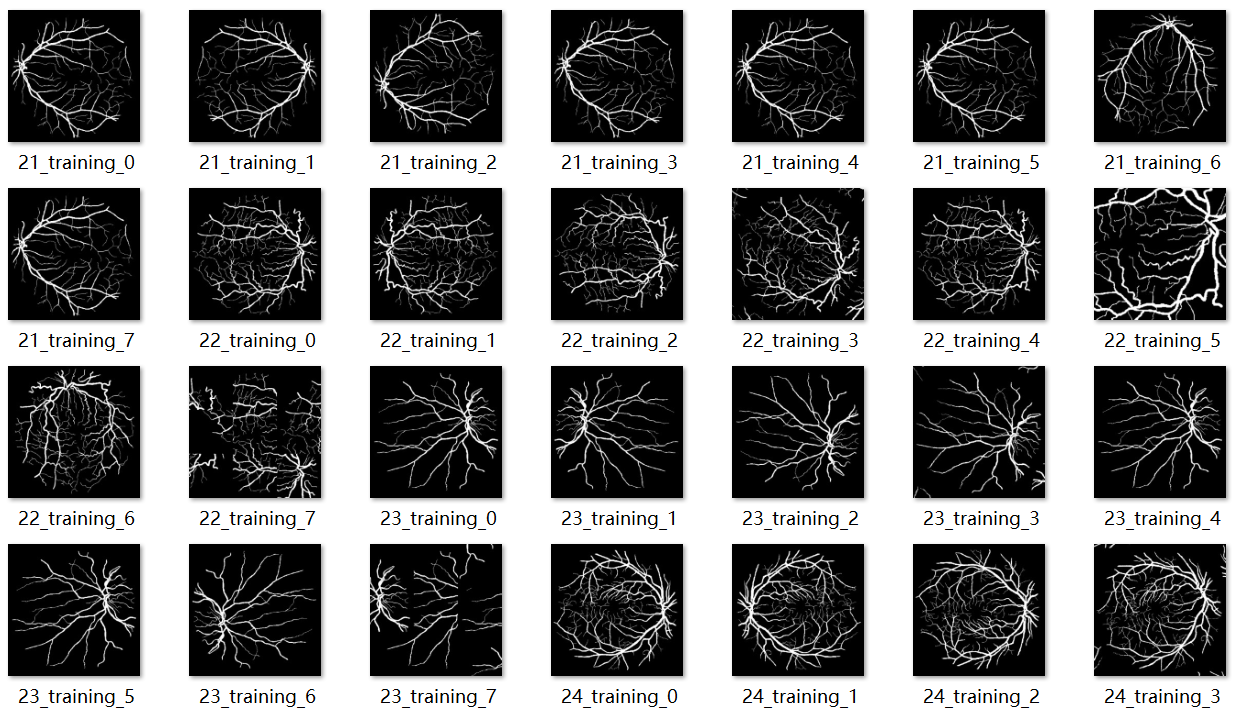 21_training_0 21_training_1 21_training_2 21_training_3 21_training_4 21_training_5 21_training_6
21_training_7 22_training_0 22_training_1 22_training_2 22_training_3 22_training_4 22_training_5
22_training_6 22_training_7 23_training_0 23_training_1 23_training_2 23_training_3 23_training_4
23_training_5 23_training_6 23_training_7 24_training_0 24_training_1 24_training_2 24_training_3